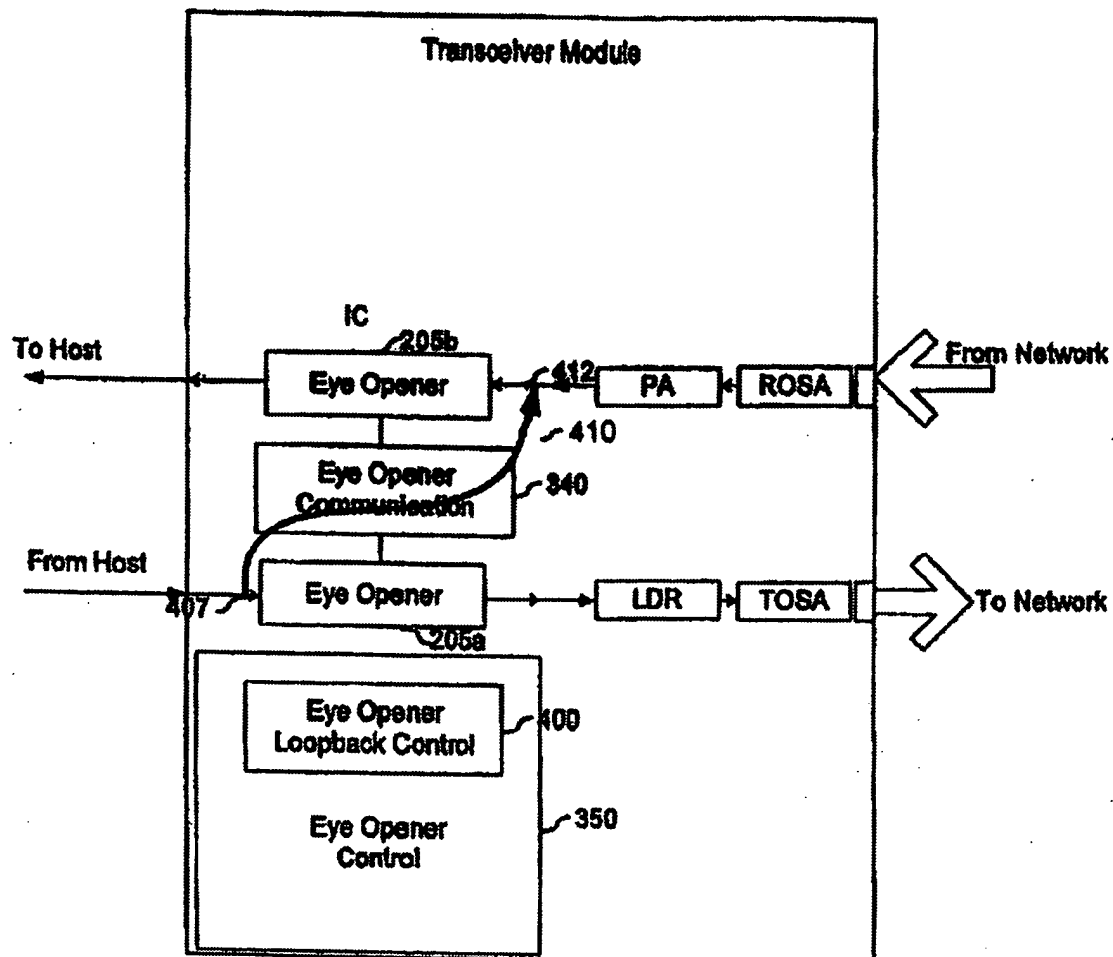 Transceiver Module
IC
To Host
205b
Eye Opener
412
PA
ROSA
From Network
410
Eye Opener
Communication
340
From Host
407
Eye Opener
LDR
TOSA
To Network
205a
Eye Opener
Loopback Control
400
Eye Opener
Control
350